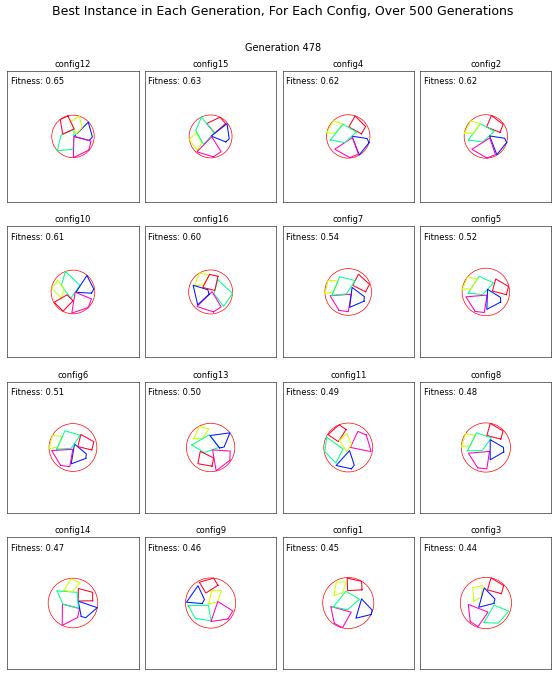 Best Instance in Each Generation, For Each Config, Over 500 Generations
Generation 478
config12
config15
config4
config2
Fitness: 0.65
Fitness: 0.63
Fitness: 0.62
Fitness: 0.62
config10
config16
config7
config5
Fitness: 0.61
Fitness: 0.60
Fitness: 0.54
Fitness: 0.52
config6
config13
config11
config8
Fitness: 0.51
Fitness: 0.50
Fitness: 0.49
Fitness: 0.48
config14
config9
config1
config3
Fitness: 0.47
Fitness: 0.46
Fitness: 0.45
Fitness: 0.44